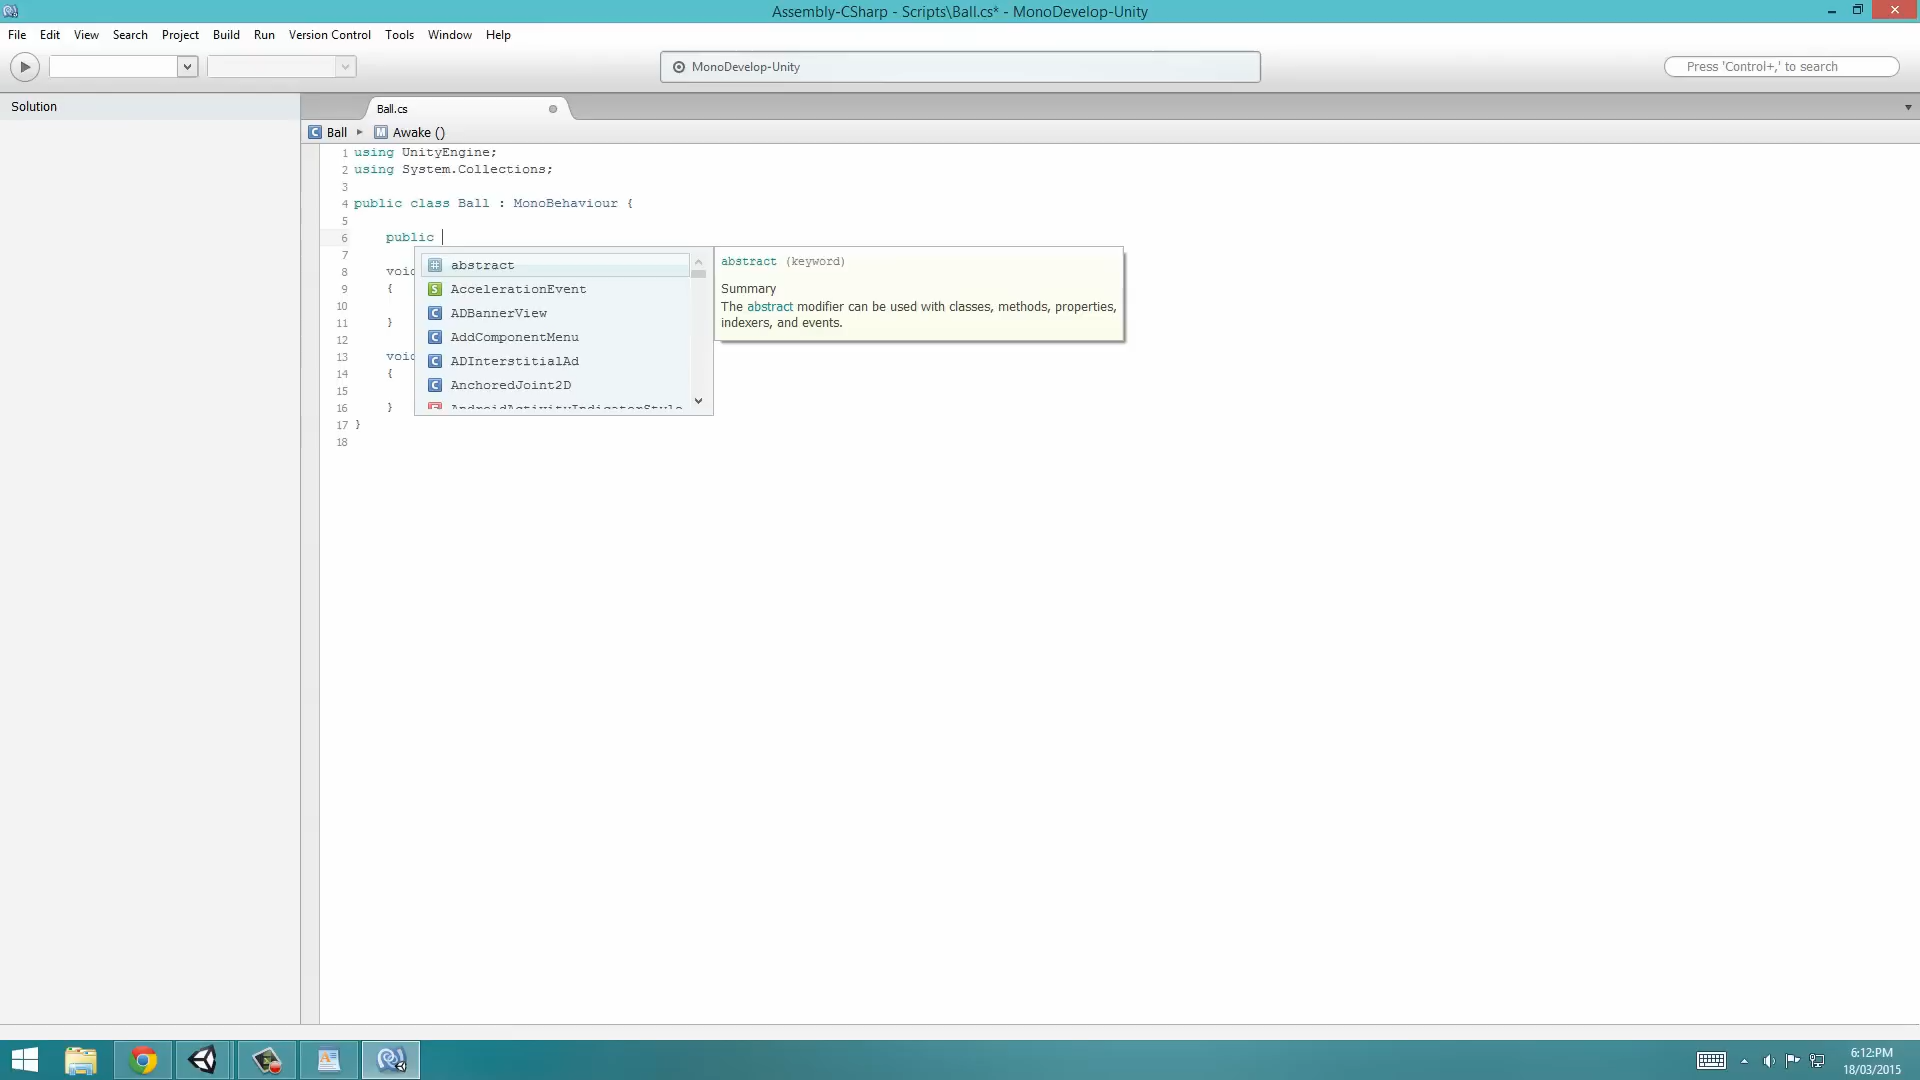 Assembly-CSharp - Scripts\Ball.cs* - MonoDevelop-Unity
File Edit View Search Project Build Run Version Control Tools Window Help
MonoDevelop-Unity
Press 'Control+,' to search
Solution
Ball.cs
Ball Awake ()
1 using UnityEngine;
2 using System.Collections;
3
4 public class Ball : MonoBehaviour {
5
6 public
7
8 void
9 {
10
11 }
12
13 void
14 {
15
16 }
17 }
18
abstract
AccelerationEvent
ADBannerView
AddComponentMenu
ADInterstitialAd
AnchoredJoint2D
AndroidActivityIndicatorStyle
abstract (keyword)
Summary
The abstract modifier can be used with classes, methods, properties,
indexers, and events.
6:12:PM
18/03/2015